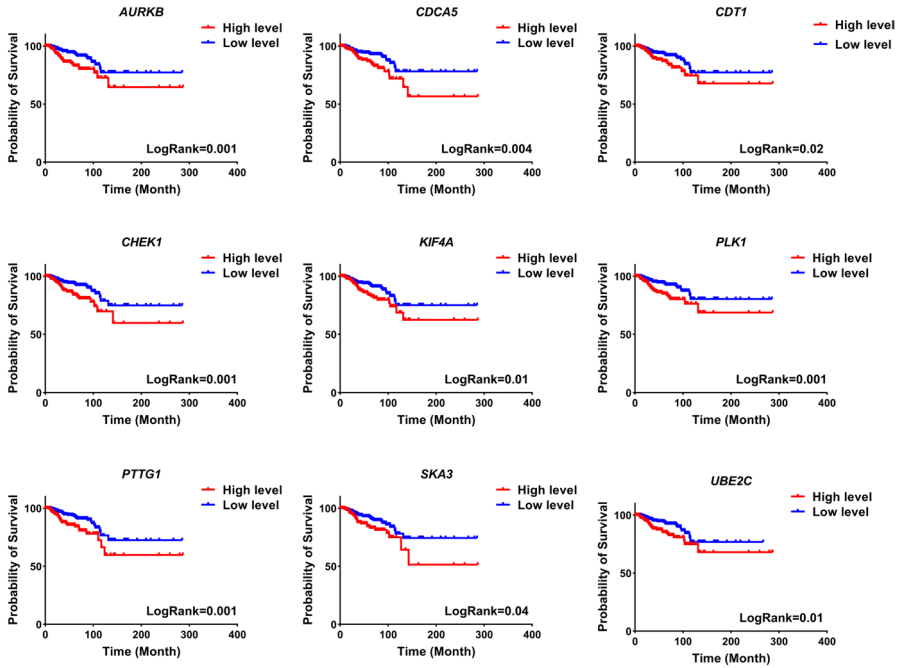 AURKB
High level
Low level
Probability of Survival
100
50
0
LogRank=0.001
0 100 200 300 400
Time (Month)
CDCA5
High level
Low level
Probability of Survival
100
50
0
LogRank=0.004
0 100 200 300 400
Time (Month)
CDT1
High level
Low level
Probability of Survival
100
50
0
LogRank=0.02
0 100 200 300 400
Time (Month)
CHEK1
High level
Low level
Probability of Survival
100
50
0
LogRank=0.001
0 100 200 300 400
Time (Month)
KIF4A
High level
Low level
Probability of Survival
100
50
0
LogRank=0.01
0 100 200 300 400
Time (Month)
PLK1
High level
Low level
Probability of Survival
100
50
0
LogRank=0.001
0 100 200 300 400
Time (Month)
PTTG1
High level
Low level
Probability of Survival
100
50
0
LogRank=0.001
0 100 200 300 400
Time (Month)
SKA3
High level
Low level
Probability of Survival
100
50
0
LogRank=0.04
0 100 200 300 400
Time (Month)
UBE2C
High level
Low level
Probability of Survival
100
50
0
LogRank=0.01
0 100 200 300 400
Time (Month)